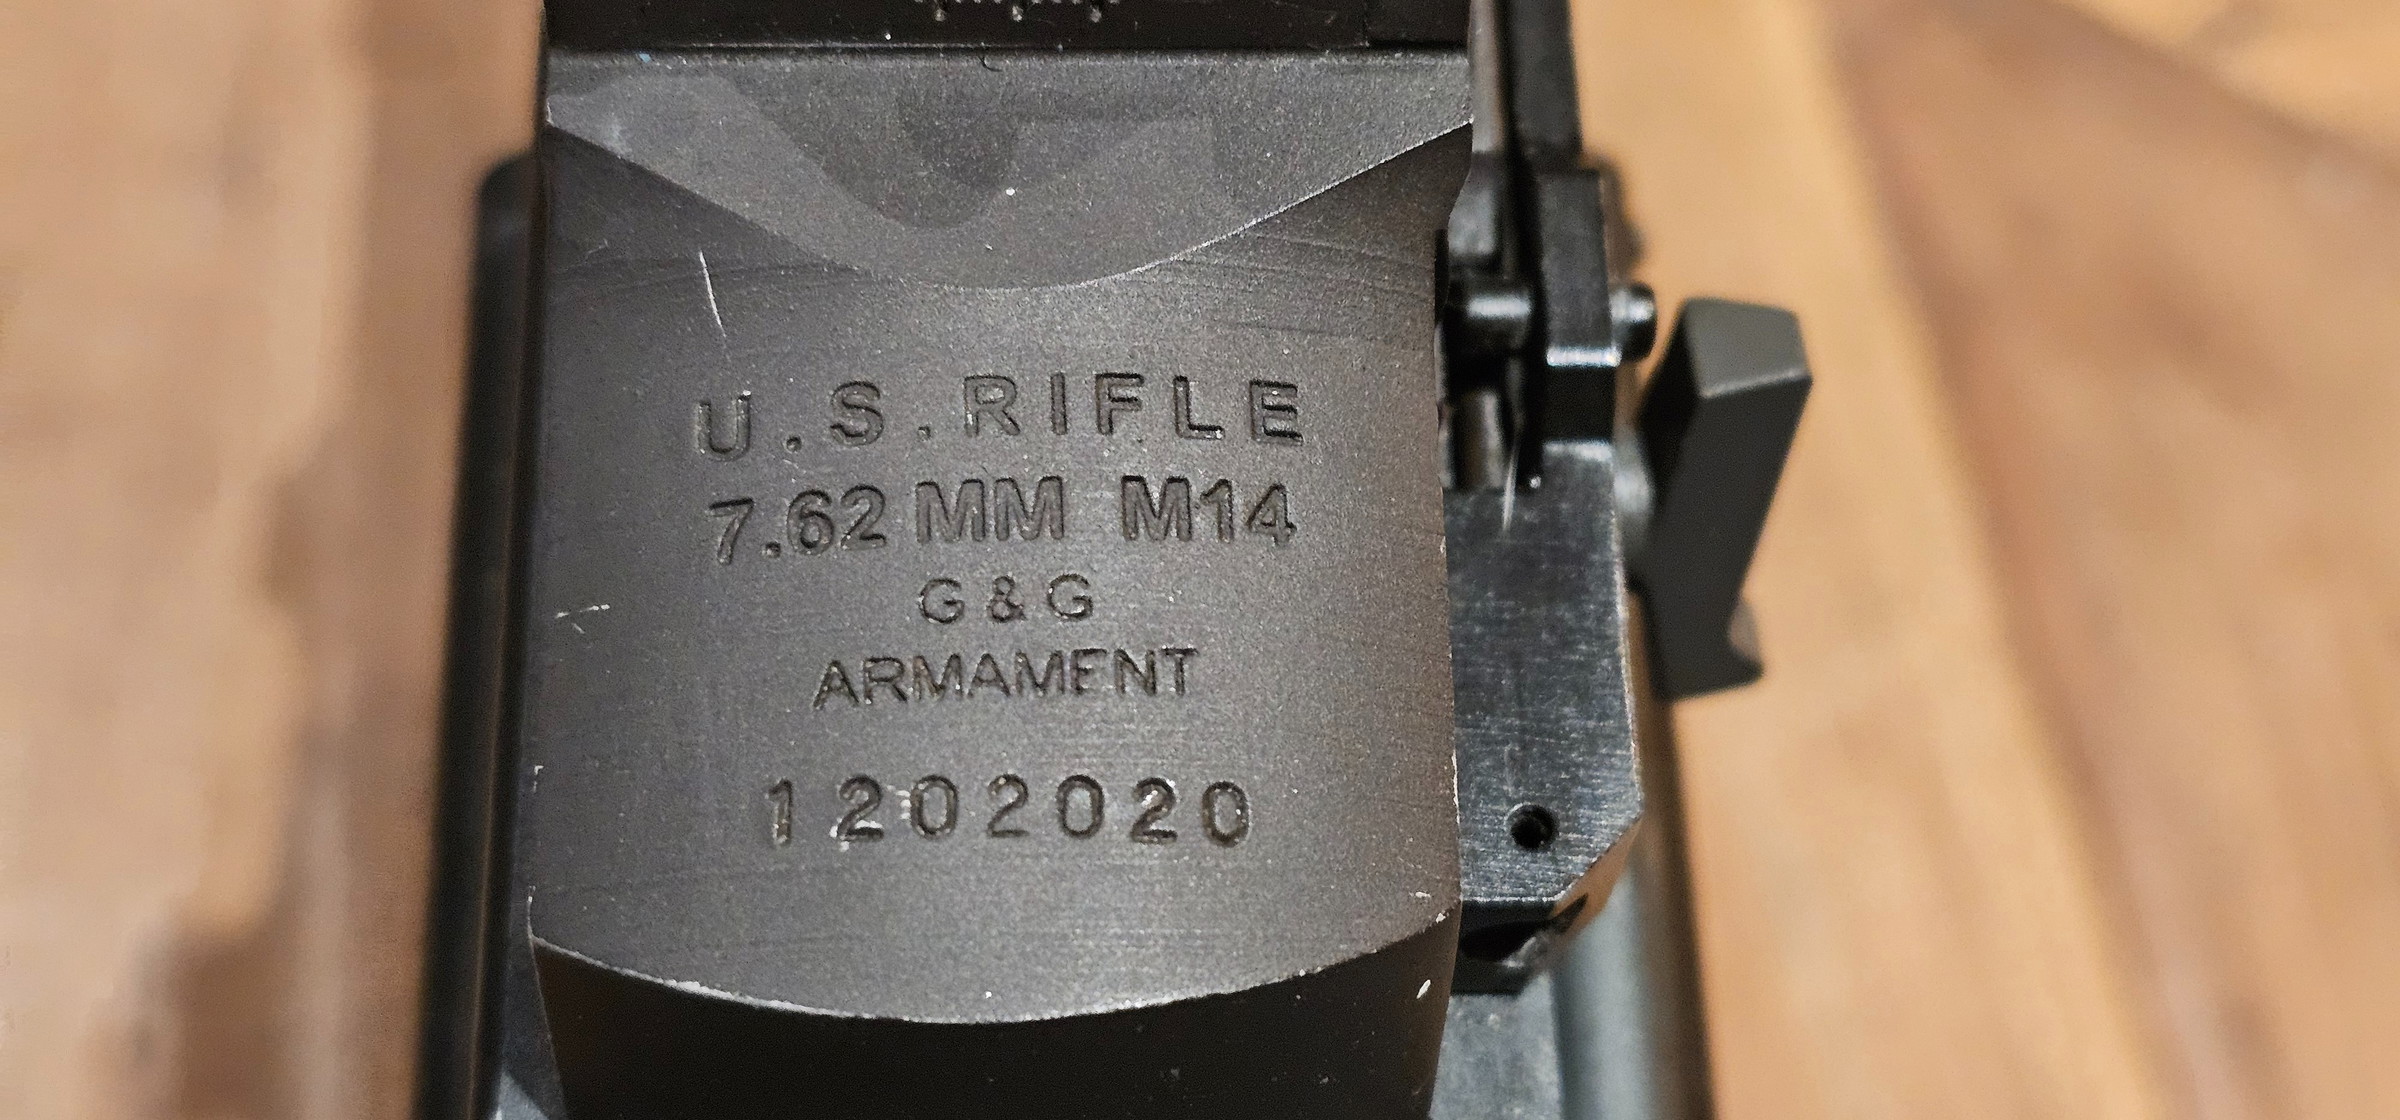 U.S.RIFLE
7.62 MM M14
G&G
ARMAMENT
1202020